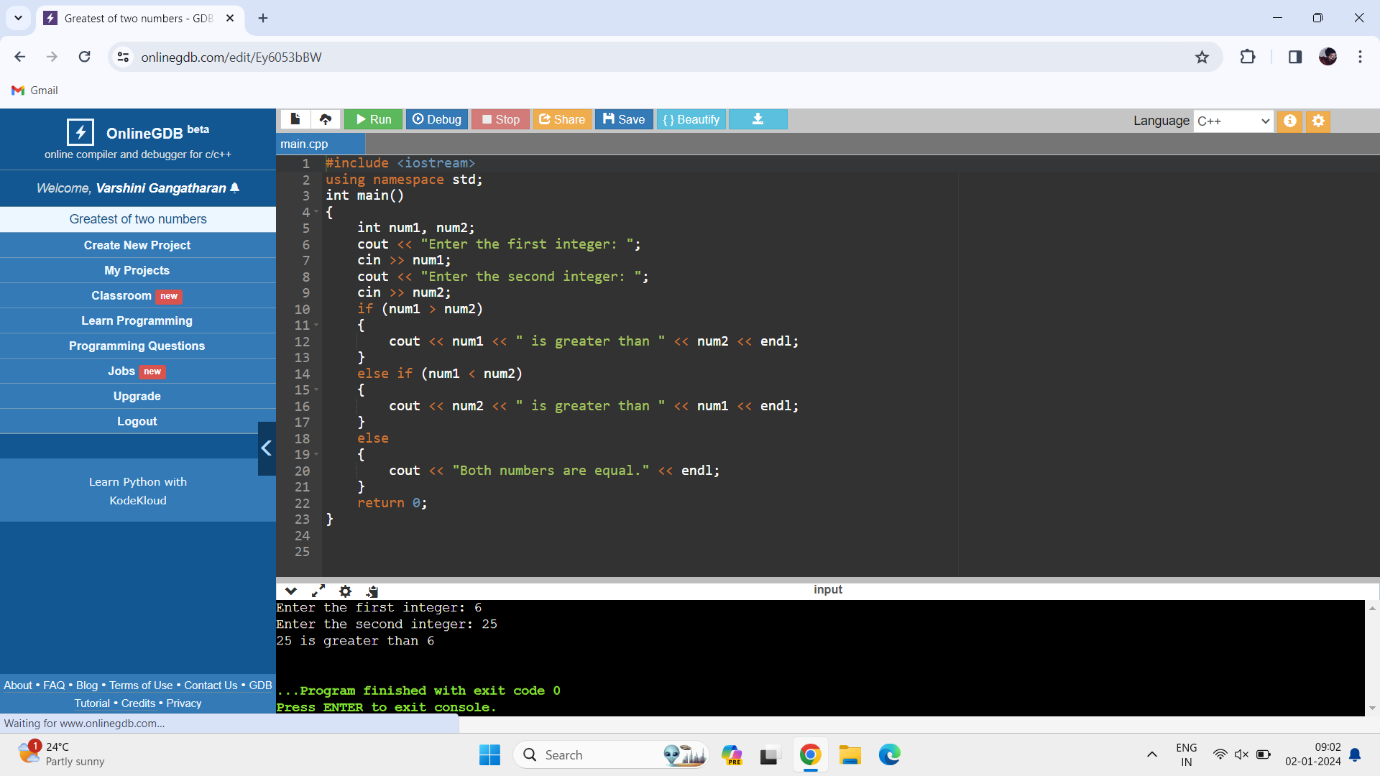 Greatest of two numbers - GDB
onlinegdb.com/edit/Ey6053bBW
Gmail
OnlineGDB beta
online compiler and debugger for c/c++
Welcome, Varshini Gangatharan
Greatest of two numbers
Create New Project
My Projects
Classroom new
Learn Programming
Programming Questions
Jobs new
Upgrade
Logout
Learn Python with
KodeKloud
About • FAQ • Blog • Terms of Use • Contact Us • GDB
Tutorial • Credits • Privacy
Waiting for www.onlinegdb.com...
Run Debug Stop Share Save { } Beautify Language C++
main.cpp
1 #include <iostream>
2 using namespace std;
3 int main()
4 {
5 int num1, num2;
6 cout << "Enter the first integer: ";
7 cin >> num1;
8 cout << "Enter the second integer: ";
9 cin >> num2;
10 if (num1 > num2)
11 {
12 cout << num1 << " is greater than " << num2 << endl;
13 }
14 else if (num1 < num2)
15 {
16 cout << num2 << " is greater than " << num1 << endl;
17 }
18 else
19 {
20 cout << "Both numbers are equal." << endl;
21 }
22 return 0;
23 }
24
25
input
Enter the first integer: 6
Enter the second integer: 25
25 is greater than 6
...Program finished with exit code 0
Press ENTER to exit console.
1
24°C
Partly sunny
Search
PRE
ENG
IN
09:02
02-01-2024